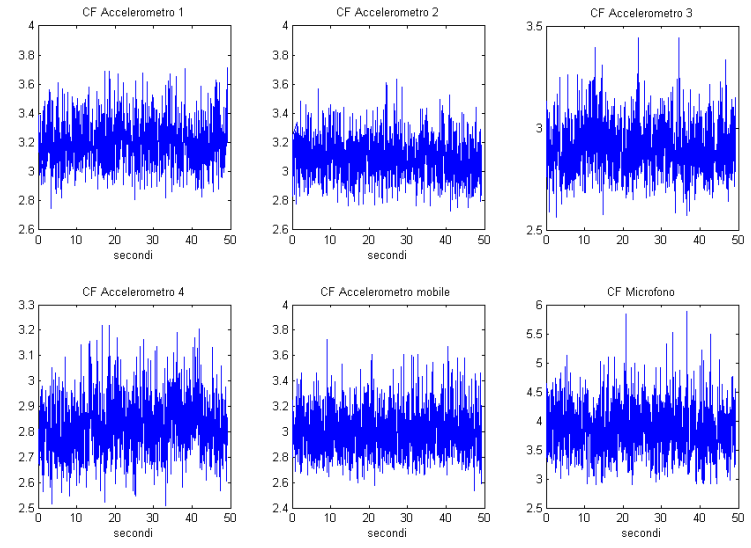 CF Accelerometro 1
4
3.8
3.6
3.4
3.2
3
2.8
2.6
0 10 20 30 40 50
secondi
CF Accelerometro 2
4
3.8
3.6
3.4
3.2
3
2.8
2.6
0 10 20 30 40 50
secondi
CF Accelerometro 3
3.5
3
2.5
0 10 20 30 40 50
secondi
CF Accelerometro 4
3.3
3.2
3.1
3
2.9
2.8
2.7
2.6
2.5
0 10 20 30 40 50
secondi
CF Accelerometro mobile
4
3.8
3.6
3.4
3.2
3
2.8
2.6
2.4
0 10 20 30 40 50
secondi
CF Microfono
6
5.5
5
4.5
4
3.5
3
2.5
0 10 20 30 40 50
secondi